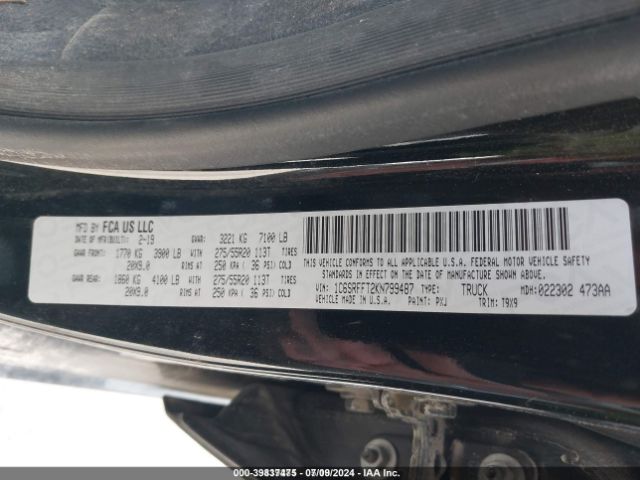 MFD BY FCA US LLC
DATE OF MFR(BUILT): 2-19 GVWR: 3221 KG 7100 LB
GAWR FRONT: 1770 KG 3900 LB WITH 275/55R20 113T TIRES
20X9.0 RIMS AT 250 KPA ( 36 PSI) COLD
GAWR REAR: 1860 KG 4100 LB WITH 275/55R20 113T TIRES
20X9.0 RIMS AT 250 KPA ( 36 PSI) COLD
THIS VEHICLE CONFORMS TO ALL APPLICABLE U.S.A. FEDERAL MOTOR VEHICLE SAFETY
STANDARDS IN EFFECT ON THE DATE OF MANUFACTURE SHOWN ABOVE.
VIN: 1C6SRFFT2KN799487 TYPE: TRUCK MDH: 022302 473AA
VEHICLE MADE IN U.S.A. PAINT: PXJ TRIM: T9X9
07/09/2024 - IAA Inc.